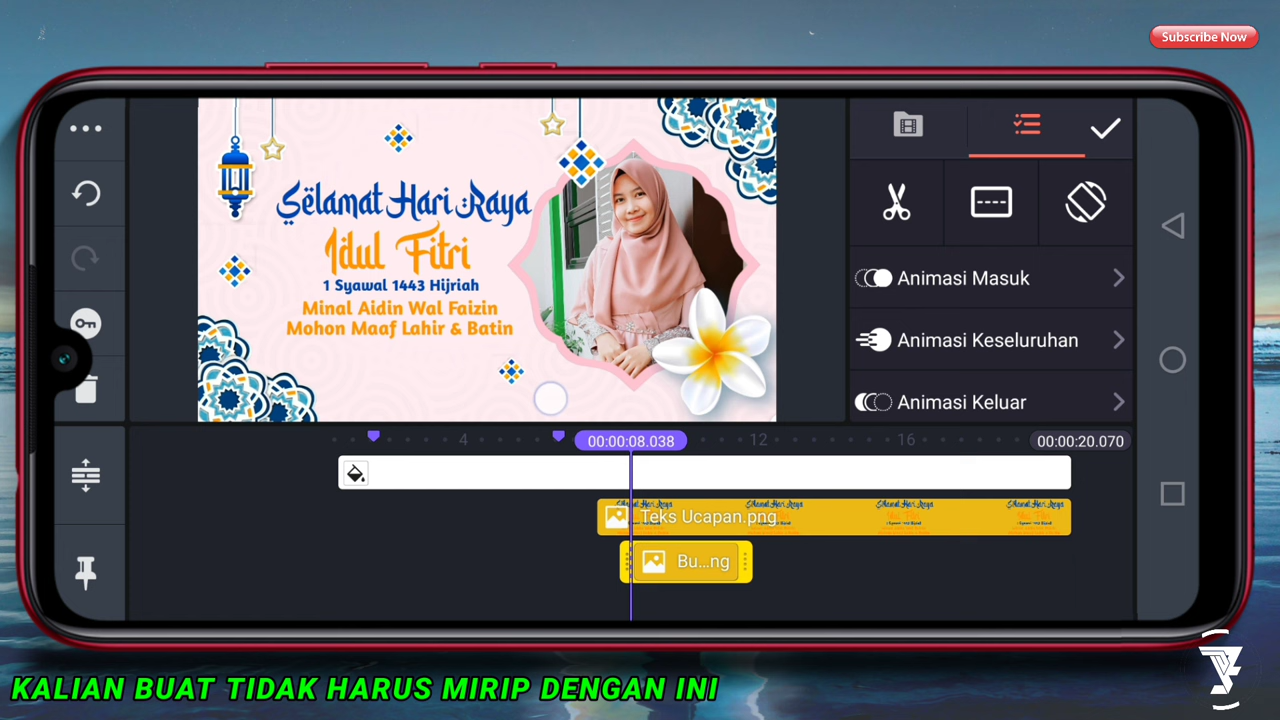 Subscribe Now
Selamat Hari Raya
Idul Fitri
1 Syawal 1443 Hijriah
Minal Aidin Wal Faizin
Mohon Maaf Lahir & Batin
Animasi Masuk
Animasi Keseluruhan
Animasi Keluar
4
00:00:08.038
12
16
00:00:20.070
Teks Ucapan.png
Bu...ng
KALIAN BUAT TIDAK HARUS MIRIP DENGAN INI